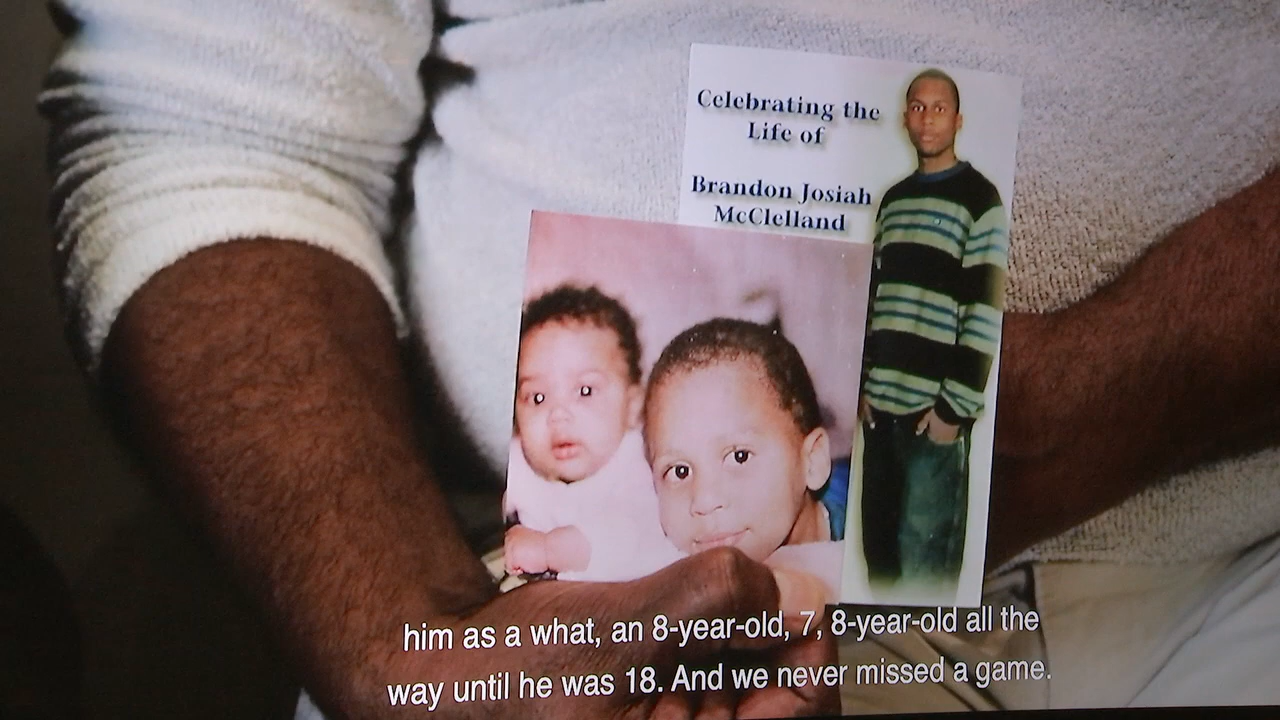 Celebrating the
Life of
Brandon Josiah
McClelland
him as a what, an 8-year-old, 7, 8-year-old all the
way until he was 18. And we never missed a game.